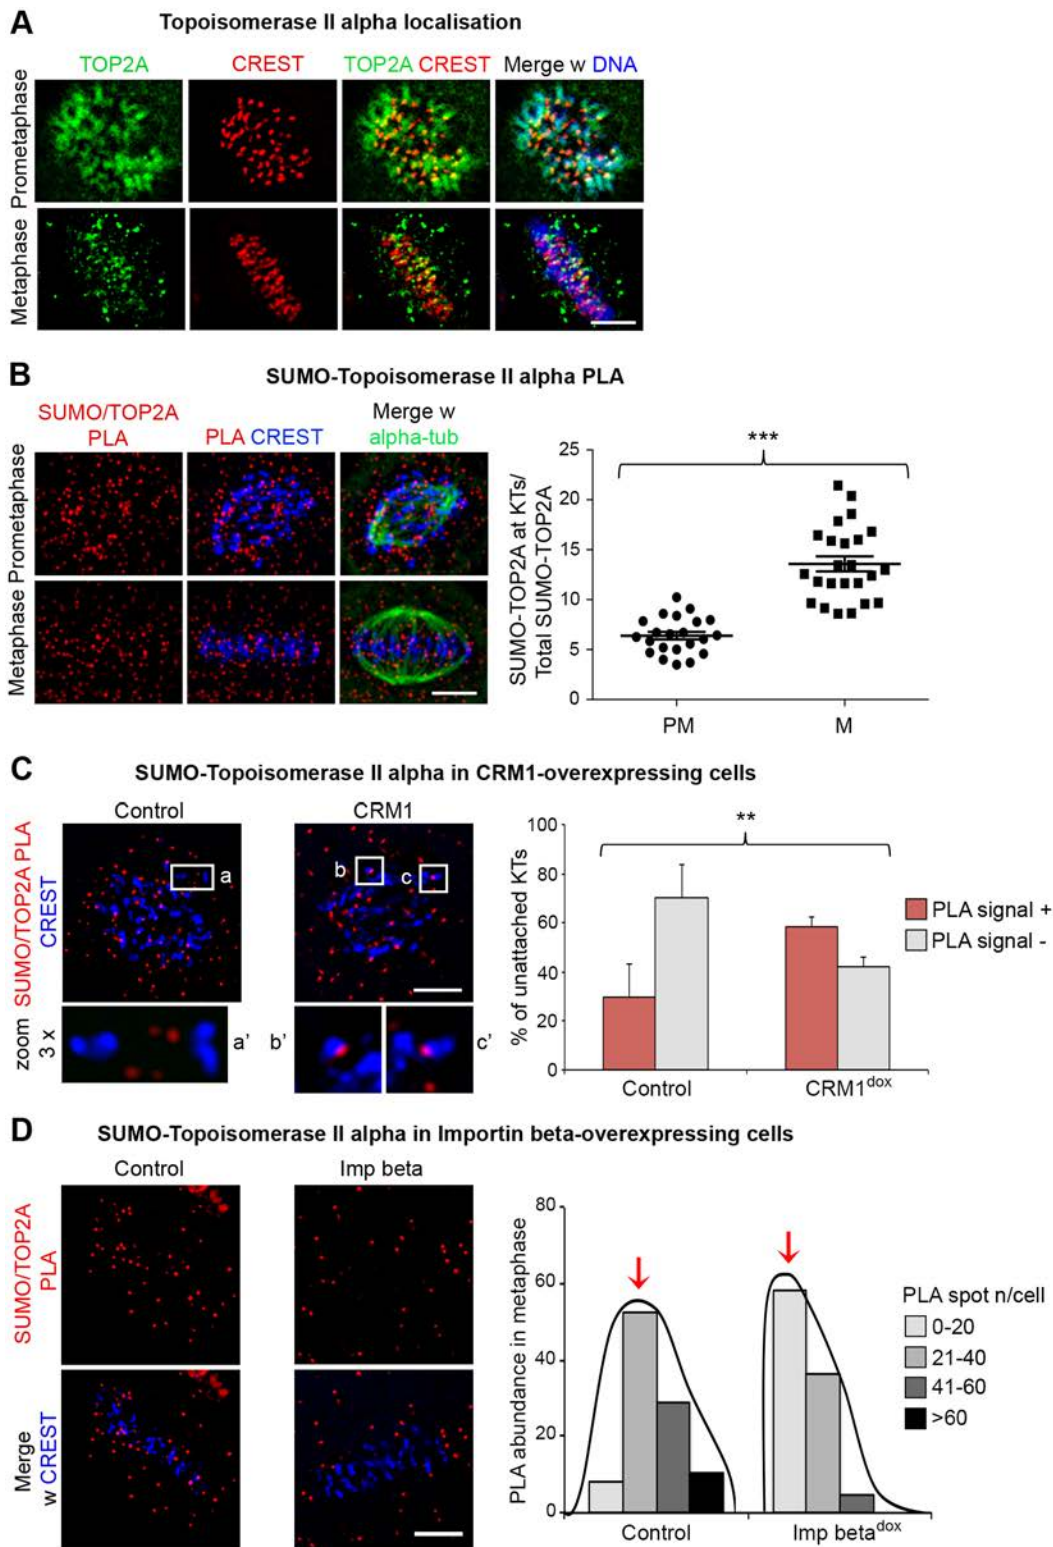 A
Topoisomerase II alpha localisation
TOP2A
CREST
TOP2A CREST
Merge w DNA
Prometaphase
Metaphase
B
SUMO-Topoisomerase II alpha PLA
SUMO/TOP2A
PLA
PLA CREST
Merge w
alpha-tub
Prometaphase
Metaphase
SUMO-TOP2A at KTs/
Total SUMO-TOP2A
25
20
15
10
5
0
***
PM
M
C
SUMO-Topoisomerase II alpha in CRM1-overexpressing cells
Control
CRM1
SUMO/TOP2A PLA
CREST
a
b
c
zoom
3 x
a'
b'
c'
% of unattached KTs
100
80
60
40
20
0
**
Control
CRM1dox
PLA signal +
PLA signal -
D
SUMO-Topoisomerase II alpha in Importin beta-overexpressing cells
Control
Imp beta
SUMO/TOP2A
PLA
Merge
w CREST
PLA abundance in metaphase
80
60
40
20
0
Control
Imp betadox
PLA spot n/cell
0-20
21-40
41-60
>60